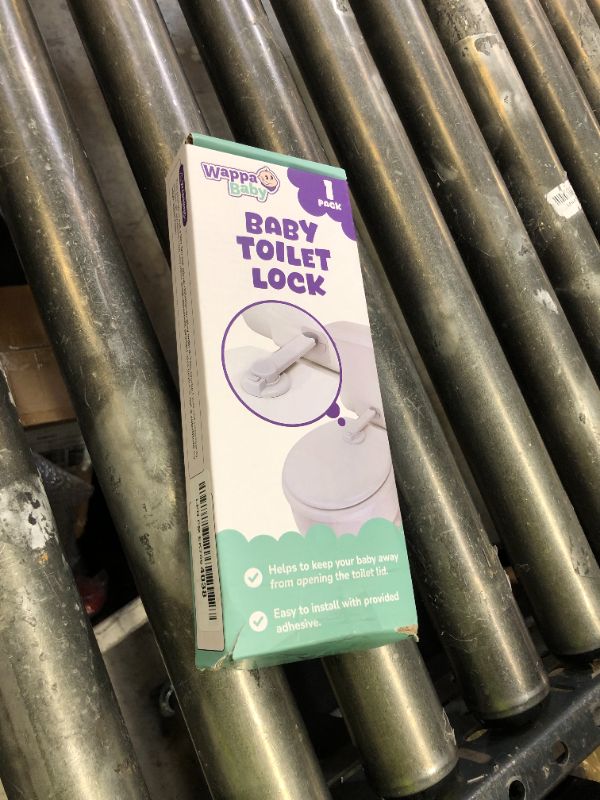 Wappa
Baby
1
PACK
BABY
TOILET
LOCK
Helps to keep your baby away
from opening the toilet lid.
Easy to install with provided
adhesive.
4038